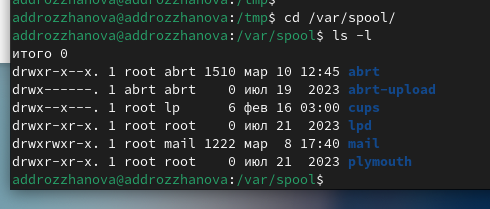 addrozzhanova@addrozzhanova:/tmp$
addrozzhanova@addrozzhanova:/tmp$ cd /var/spool/
addrozzhanova@addrozzhanova:/var/spool$ ls -l
итого 0
drwxr-x--x. 1 root abrt 1510 мар 10 12:45 abrt
drwx------. 1 abrt abrt    0 июл 19  2023 abrt-upload
drwx--x---. 1 root lp      6 фев 16 03:00 cups
drwxr-xr-x. 1 root root    0 июл 21  2023 lpd
drwxrwxr-x. 1 root mail 1222 мар  8 17:40 mail
drwxr-xr-x. 1 root root    0 июл 21  2023 plymouth
addrozzhanova@addrozzhanova:/var/spool$